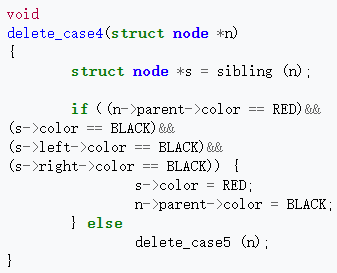 void
delete_case4(struct node *n)
{
        struct node *s = sibling (n);

        if ((n->parent->color == RED)&&
(s->color == BLACK)&&
(s->left->color == BLACK)&&
(s->right->color == BLACK)) {
                s->color = RED;
                n->parent->color = BLACK;
        } else
                delete_case5 (n);
}